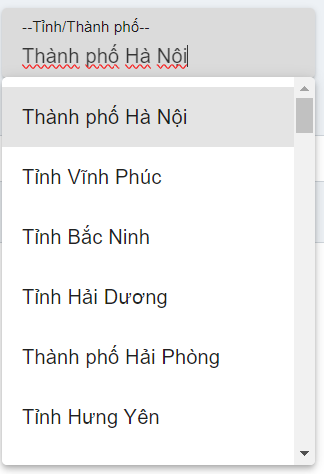 --Tỉnh/Thành phố--
Thành phố Hà Nội
Thành phố Hà Nội
Tỉnh Vĩnh Phúc
Tỉnh Bắc Ninh
Tỉnh Hải Dương
Thành phố Hải Phòng
Tỉnh Hưng Yên